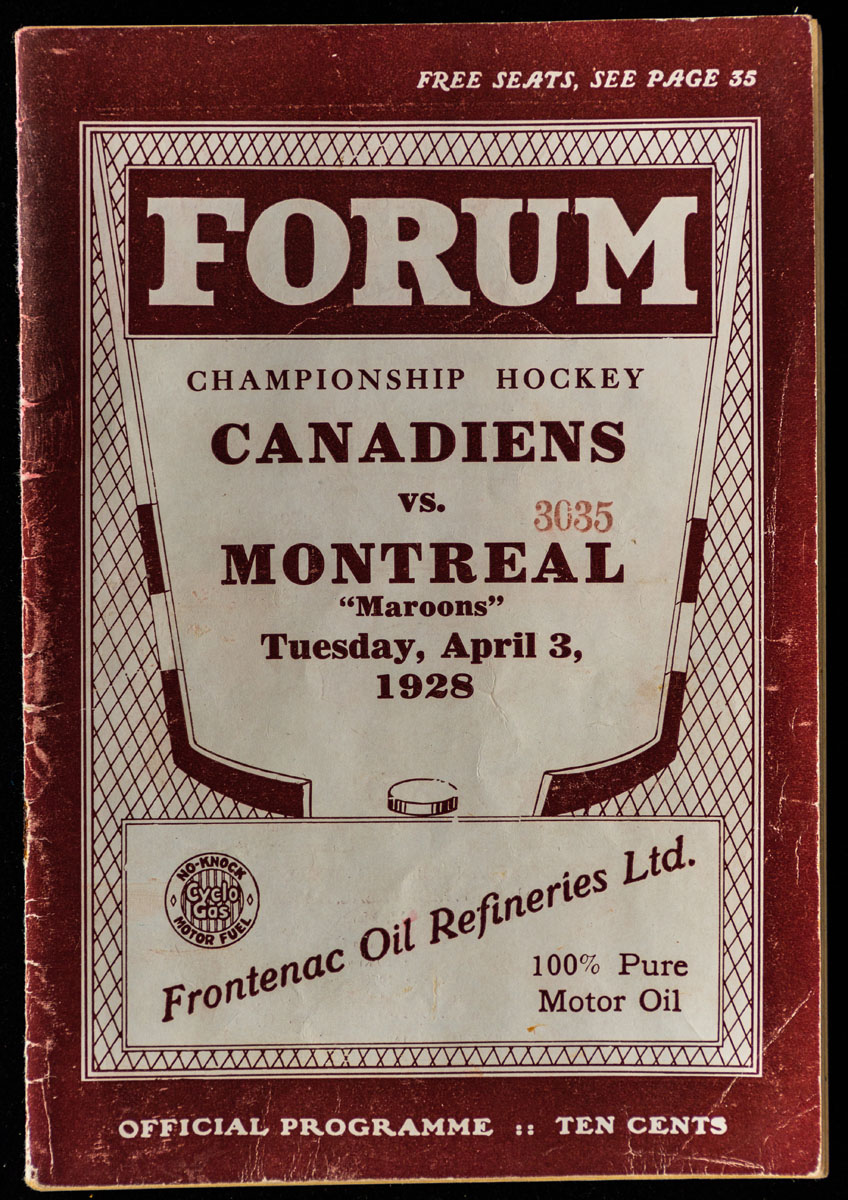 FREE SEATS, SEE PAGE 35
FORUM
CHAMPIONSHIP HOCKEY
CANADIENS
vs.
3035
MONTREAL
"Maroons"
Tuesday, April 3,
1928
NO-KNOCK
Cyclo
Gas
MOTOR FUEL
Frontenac Oil Refineries Ltd.
100% Pure
Motor Oil
OFFICIAL PROGRAMME :: TEN CENTS